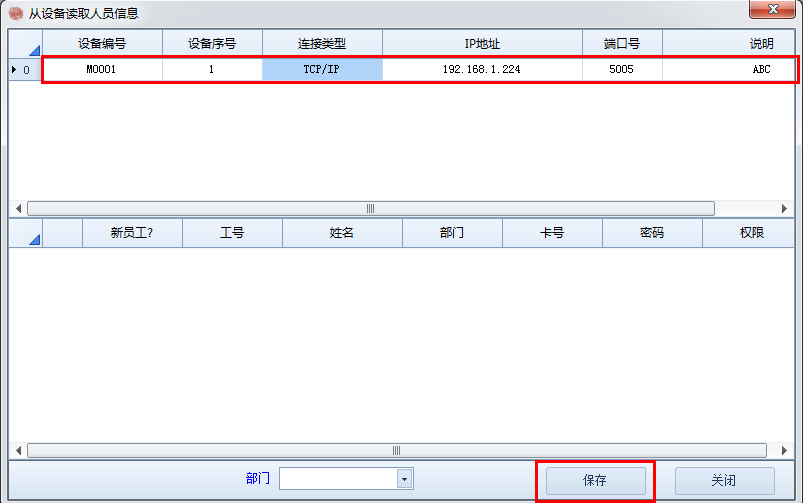 从设备读取人员信息
设备编号 设备序号 连接类型 IP地址 端口号 说明
0 M0001 1 TCP/IP 192.168.1.224 5005 ABC
新员工? 工号 姓名 部门 卡号 密码 权限
部门 保存 关闭